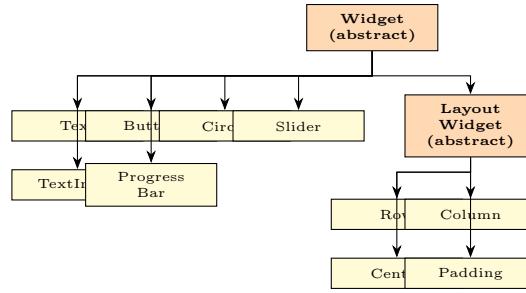 Widget
(abstract)
Tex
Butt
Circ
Slider
Layout
Widget
(abstract)
TextIn
Progress
Bar
Row
Column
Cent
Padding